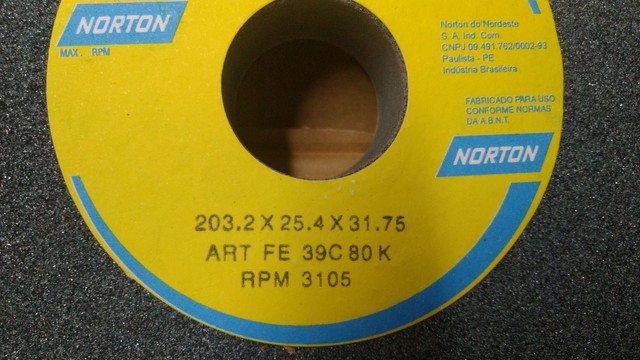 NORTON
MAX. RPM
Norton do Nordeste
S. A, Ind. Com.
CNPJ 09.491.762/0002-93
Paulista - PE
Indústria Brasileira
FABRICADO PARA USO
CONFORME NORMAS
DA A.B.N.T.
NORTON
203.2 X 25.4 X 31.75
ART FE 39C 80 K
RPM 3105